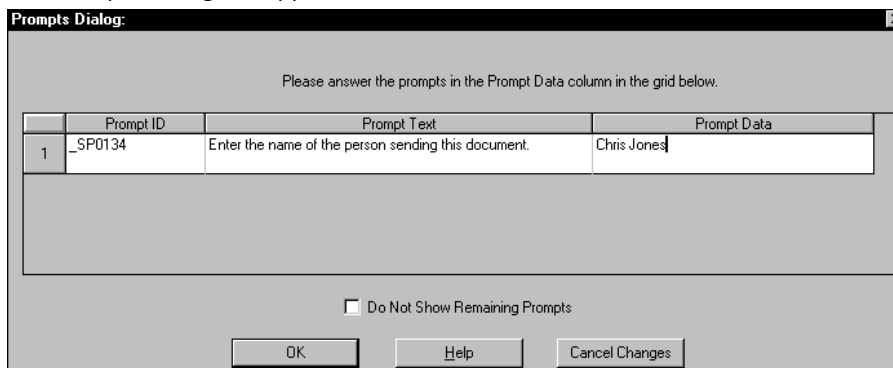 Prompts Dialog:
Please answer the prompts in the Prompt Data column in the grid below.
Prompt ID Prompt Text Prompt Data
1 _SP0134 Enter the name of the person sending this document. Chris Jones
Do Not Show Remaining Prompts
OK Help Cancel Changes